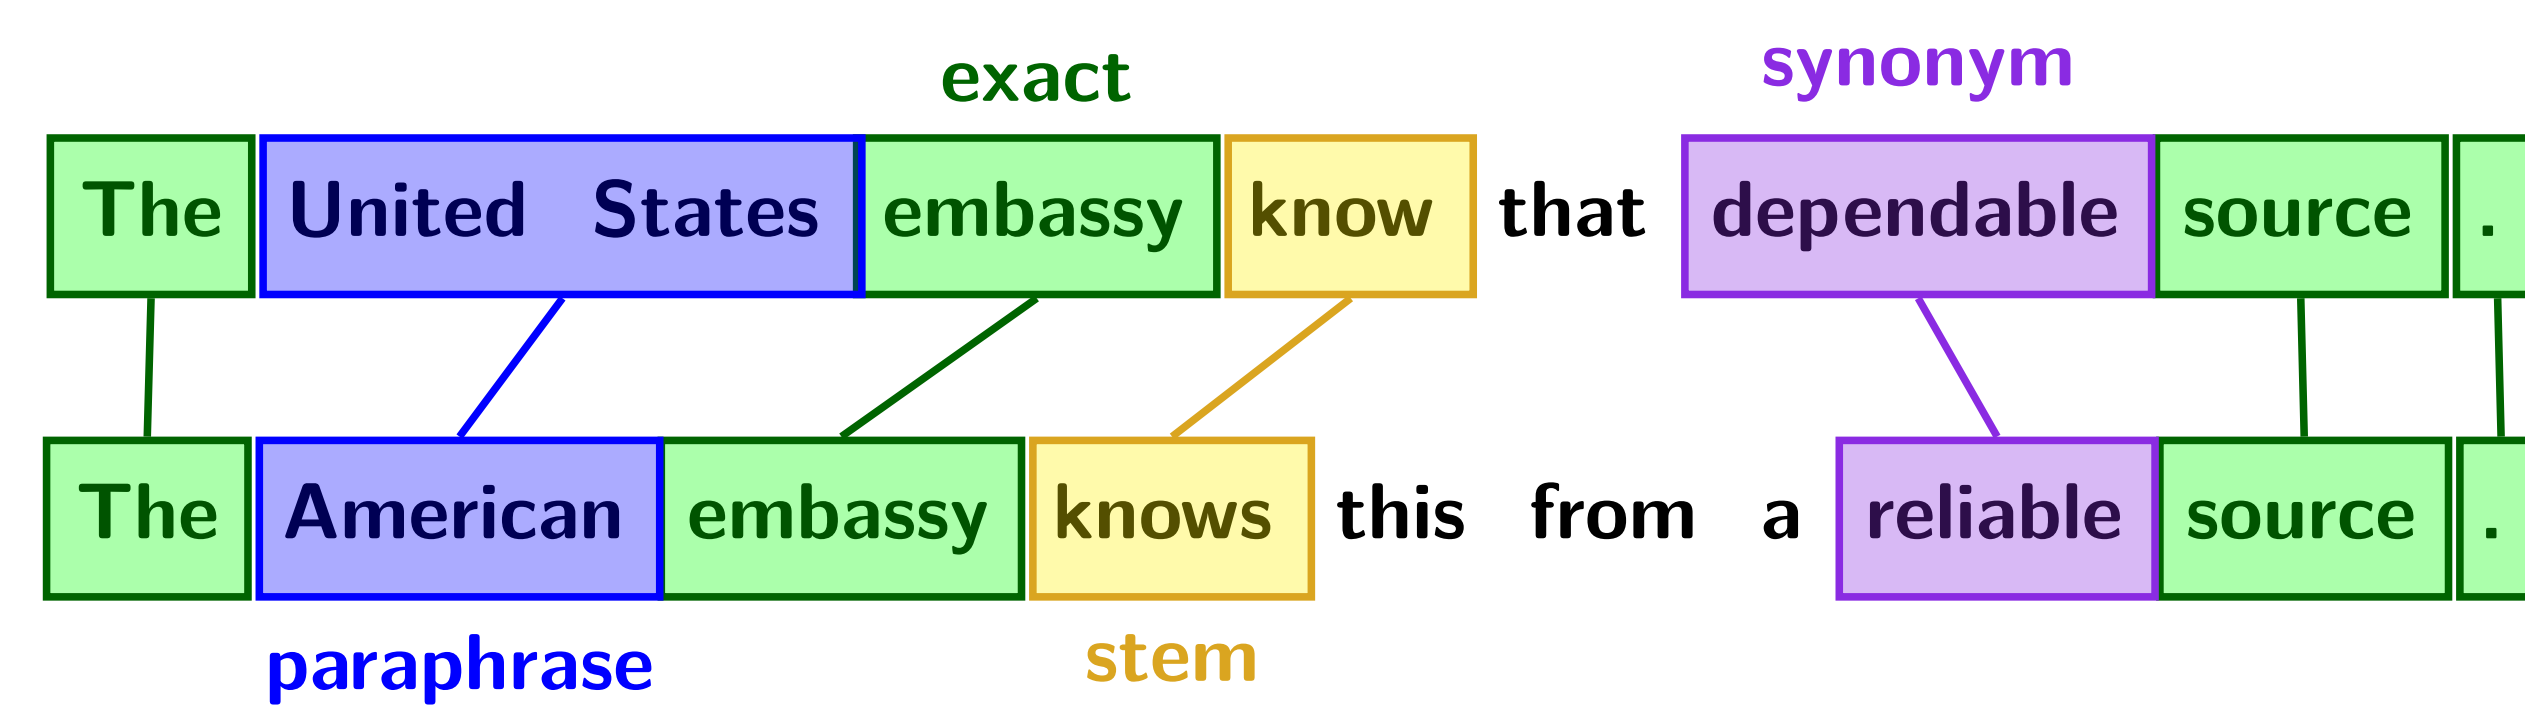 exact synonym
The United States embassy know that dependable source .
The American embassy knows this from a reliable source .
paraphrase stem